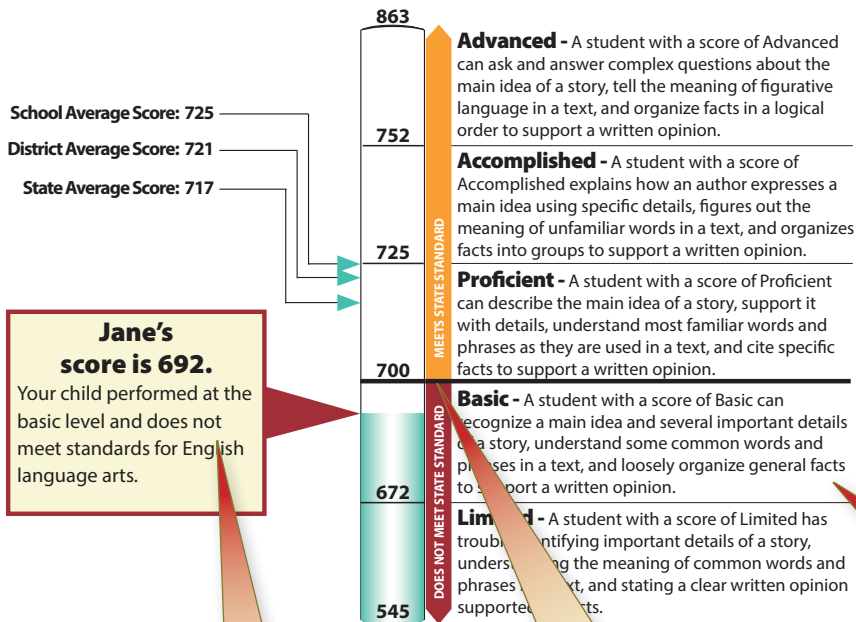 863
Advanced - A student with a score of Advanced
can ask and answer complex questions about the
main idea of a story, tell the meaning of figurative
language in a text, and organize facts in a logical
order to support a written opinion.
School Average Score: 725
District Average Score: 721
State Average Score: 717
752
Accomplished - A student with a score of
Accomplished explains how an author expresses a
main idea using specific details, figures out the
meaning of unfamiliar words in a text, and organizes
facts into groups to support a written opinion.
725
MEETS STATE STANDARD
Proficient - A student with a score of Proficient
can describe the main idea of a story, support it
with details, understand most familiar words and
phrases as they are used in a text, and cite specific
facts to support a written opinion.
Jane's
score is 692.
Your child performed at the
basic level and does not
meet standards for English
language arts.
700
DOES NOT MEET STATE STANDARD
Basic - A student with a score of Basic can
recognize a main idea and several important details
a story, understand some common words and
phrases in a text, and loosely organize general facts
to support a written opinion.
672
Limited - A student with a score of Limited has
trouble identifying important details of a story,
understanding the meaning of common words and
phrases text, and stating a clear written opinion
supported
545